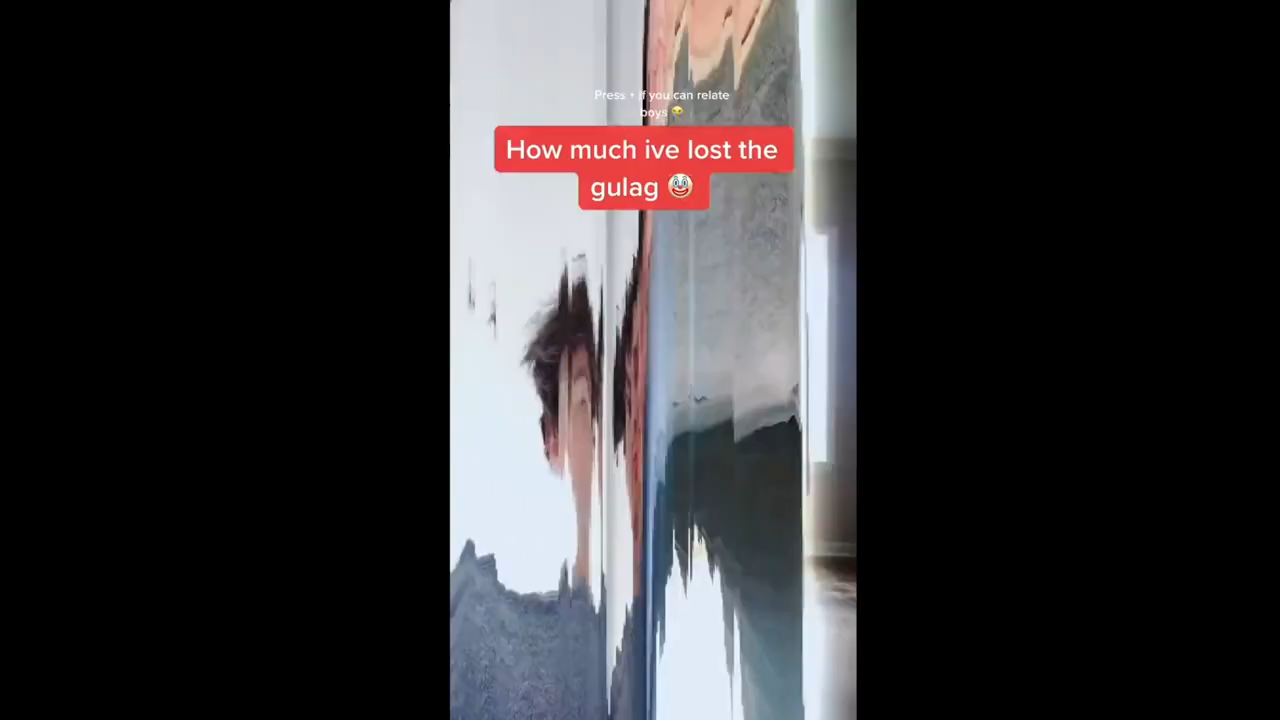 Press + if you can relate
boys 😏
How much ive lost the
gulag 🤡